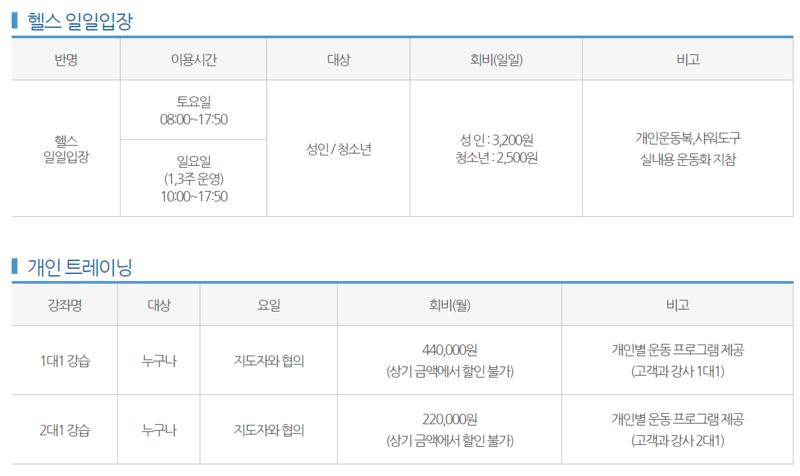 헬스 일일입장
반명 이용시간 대상 회비(일일) 비고
헬스
일일입장
토요일
08:00~17:50
일요일
(1,3주 운영)
10:00~17:50
성인 / 청소년
성 인 : 3,200원
청소년 : 2,500원
개인운동복,샤워도구
실내용 운동화 지참
개인 트레이닝
강좌명 대상 요일 회비(월) 비고
1대1 강습 누구나 지도자와 협의
440,000원
(상기 금액에서 할인 불가)
개인별 운동 프로그램 제공
(고객과 강사 1대1)
2대1 강습 누구나 지도자와 협의
220,000원
(상기 금액에서 할인 불가)
개인별 운동 프로그램 제공
(고객과 강사 2대1)